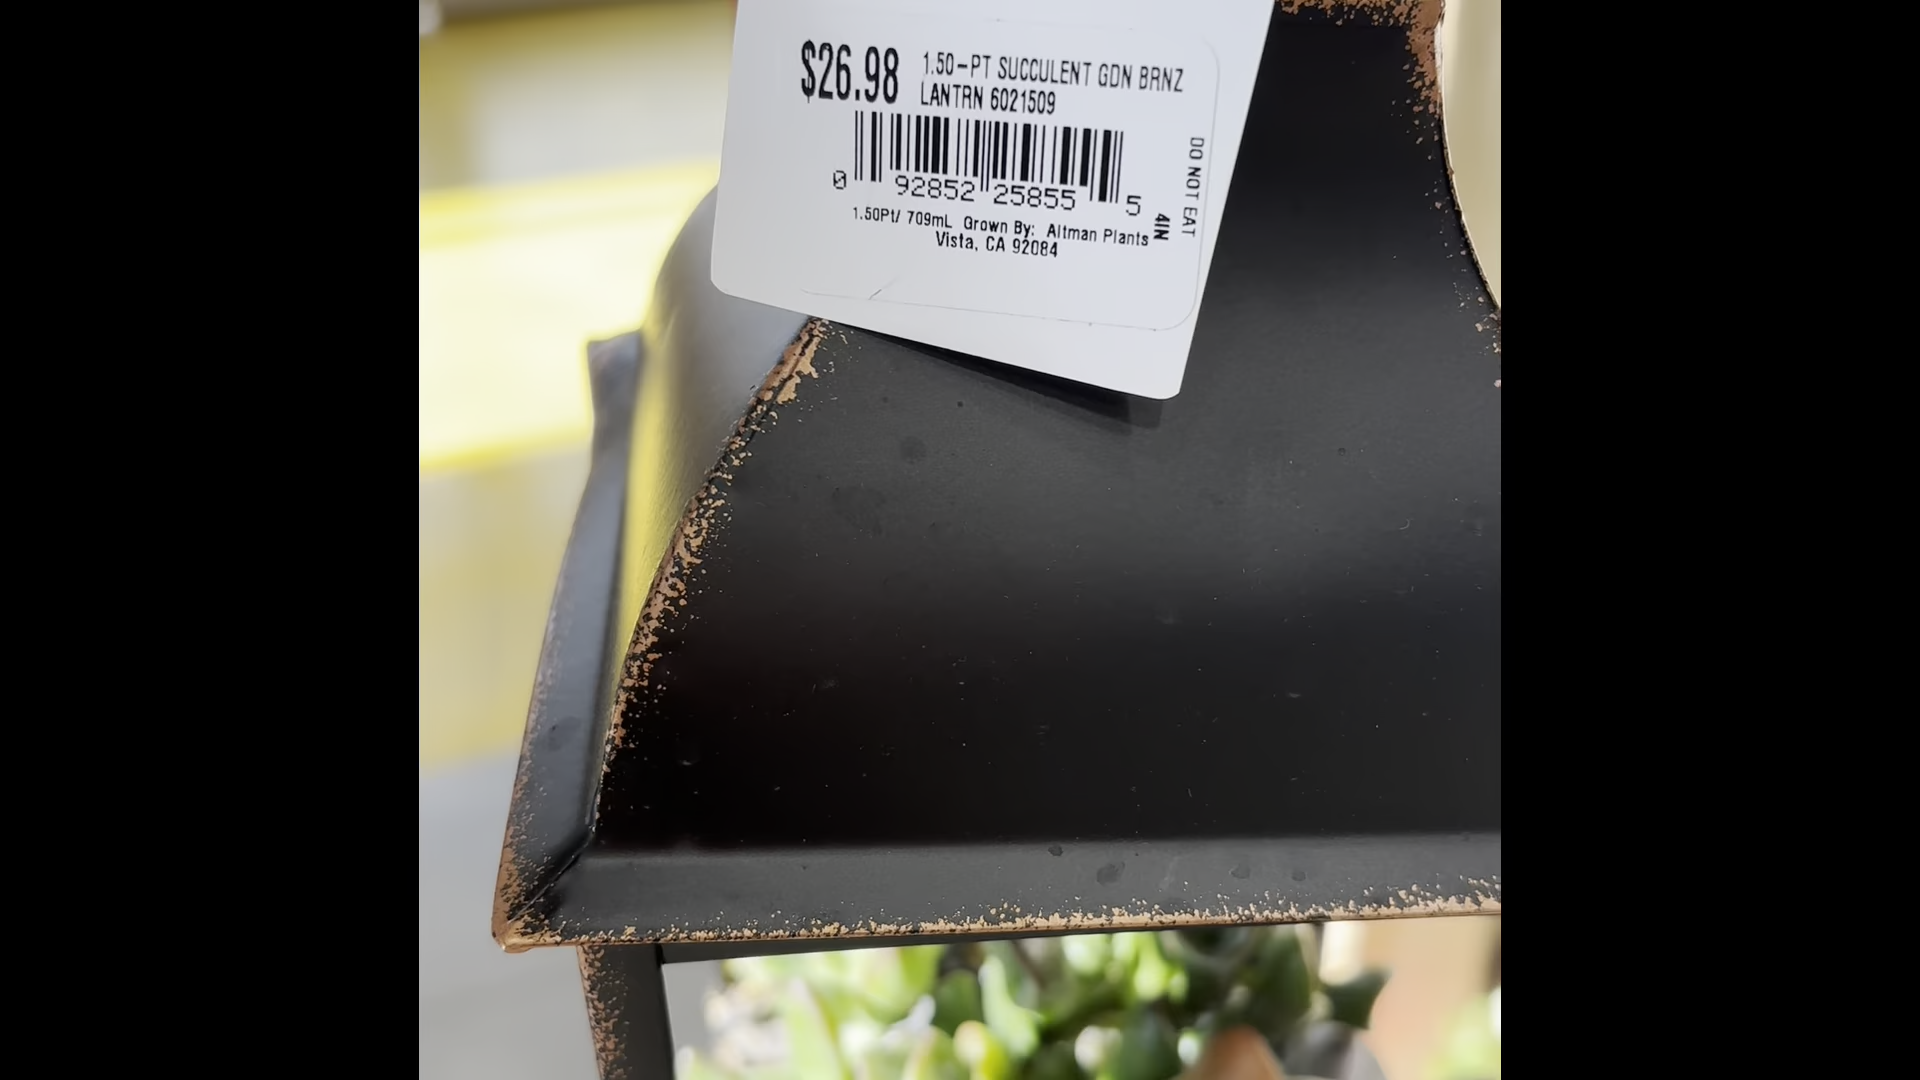 $26.98 1.50-PT SUCCULENT GDN BRNZ
LANTRN 6021509
0 92852 25855 5
1.50Pt/ 709mL Grown By: Altman Plants
Vista, CA 92084
4IN
DO NOT EAT